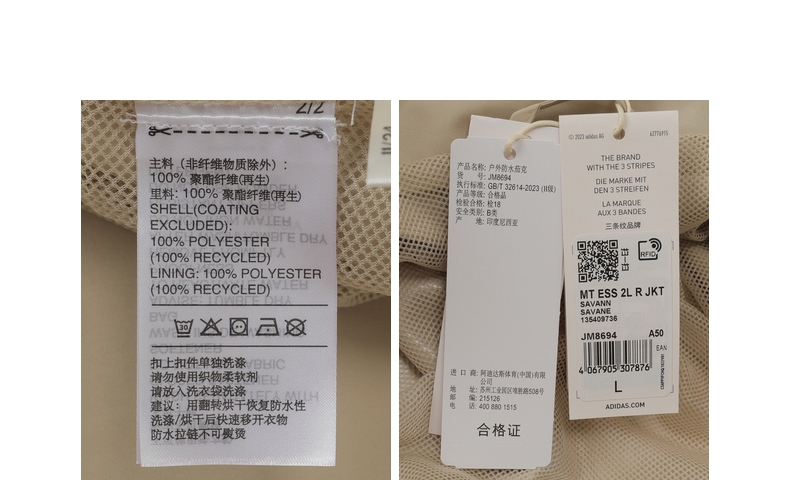 7/7
主料（非纤维物质除外）：
100% 聚酯纤维(再生)
里料: 100% 聚酯纤维(再生)
SHELL(COATING
EXCLUDED):
100% POLYESTER
(100% RECYCLED)
LINING: 100% POLYESTER
(100% RECYCLED)
30
扣上扣件单独洗涤
请勿使用织物柔软剂
请放入洗衣袋洗涤
建议：用翻转烘干恢复防水性
洗涤/烘干后快速移开衣物
防水拉链不可熨烫
11/24
产品名称: 户外防水茄克
货 号: JM8694
执行标准: GB/T 32614-2023 (II级)
产品等级: 合格品
检验合格: 检18
安全类别: B类
产 地: 印度尼西亚
进 口 商: 阿迪达斯体育(中国)有限
公司
地 址: 苏州工业园区唯胜路508号
邮 编: 215126
电 话: 400 880 1515
合格证
© 2023 adidas AG
THE BRAND
WITH THE 3 STRIPES
DIE MARKE MIT
DEN 3 STREIFEN
LA MARQUE
AUX 3 BANDES
三条纹品牌
RFID
MT ESS 2L R JKT
SAVANN
SAVANE
135409736
JM8694 A50
EAN
4 067905 307876
L
ADIDAS.COM